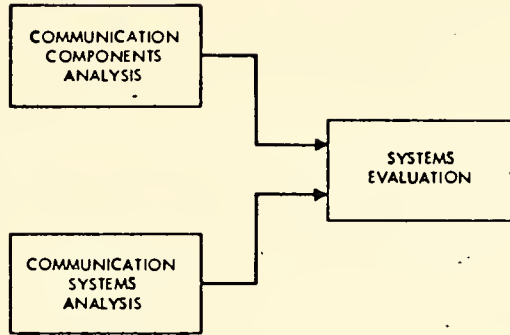 COMMUNICATION
COMPONENTS
ANALYSIS
SYSTEMS
EVALUATION
COMMUNICATION
SYSTEMS
ANALYSIS